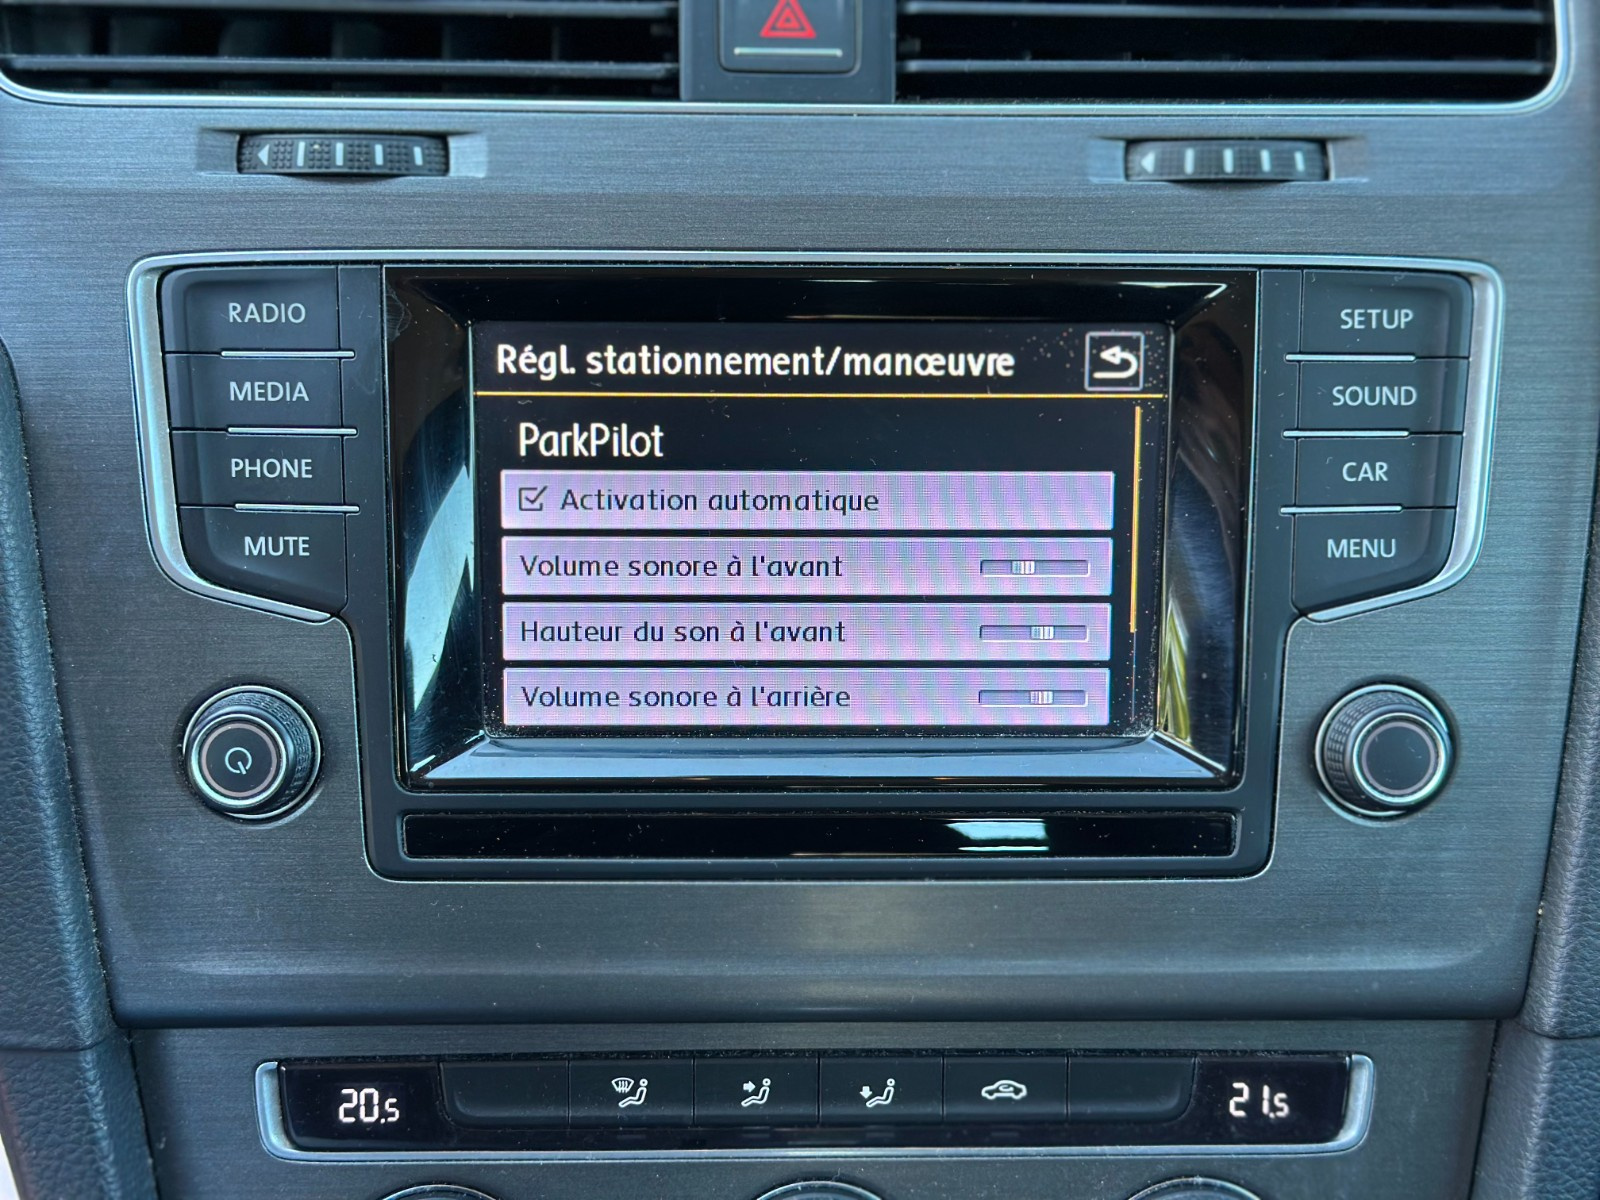 RADIO
MEDIA
PHONE
MUTE
Régl. stationnement/manœuvre
ParkPilot
Activation automatique
Volume sonore à l'avant
Hauteur du son à l'avant
Volume sonore à l'arrière
SETUP
SOUND
CAR
MENU
20.5
21.5